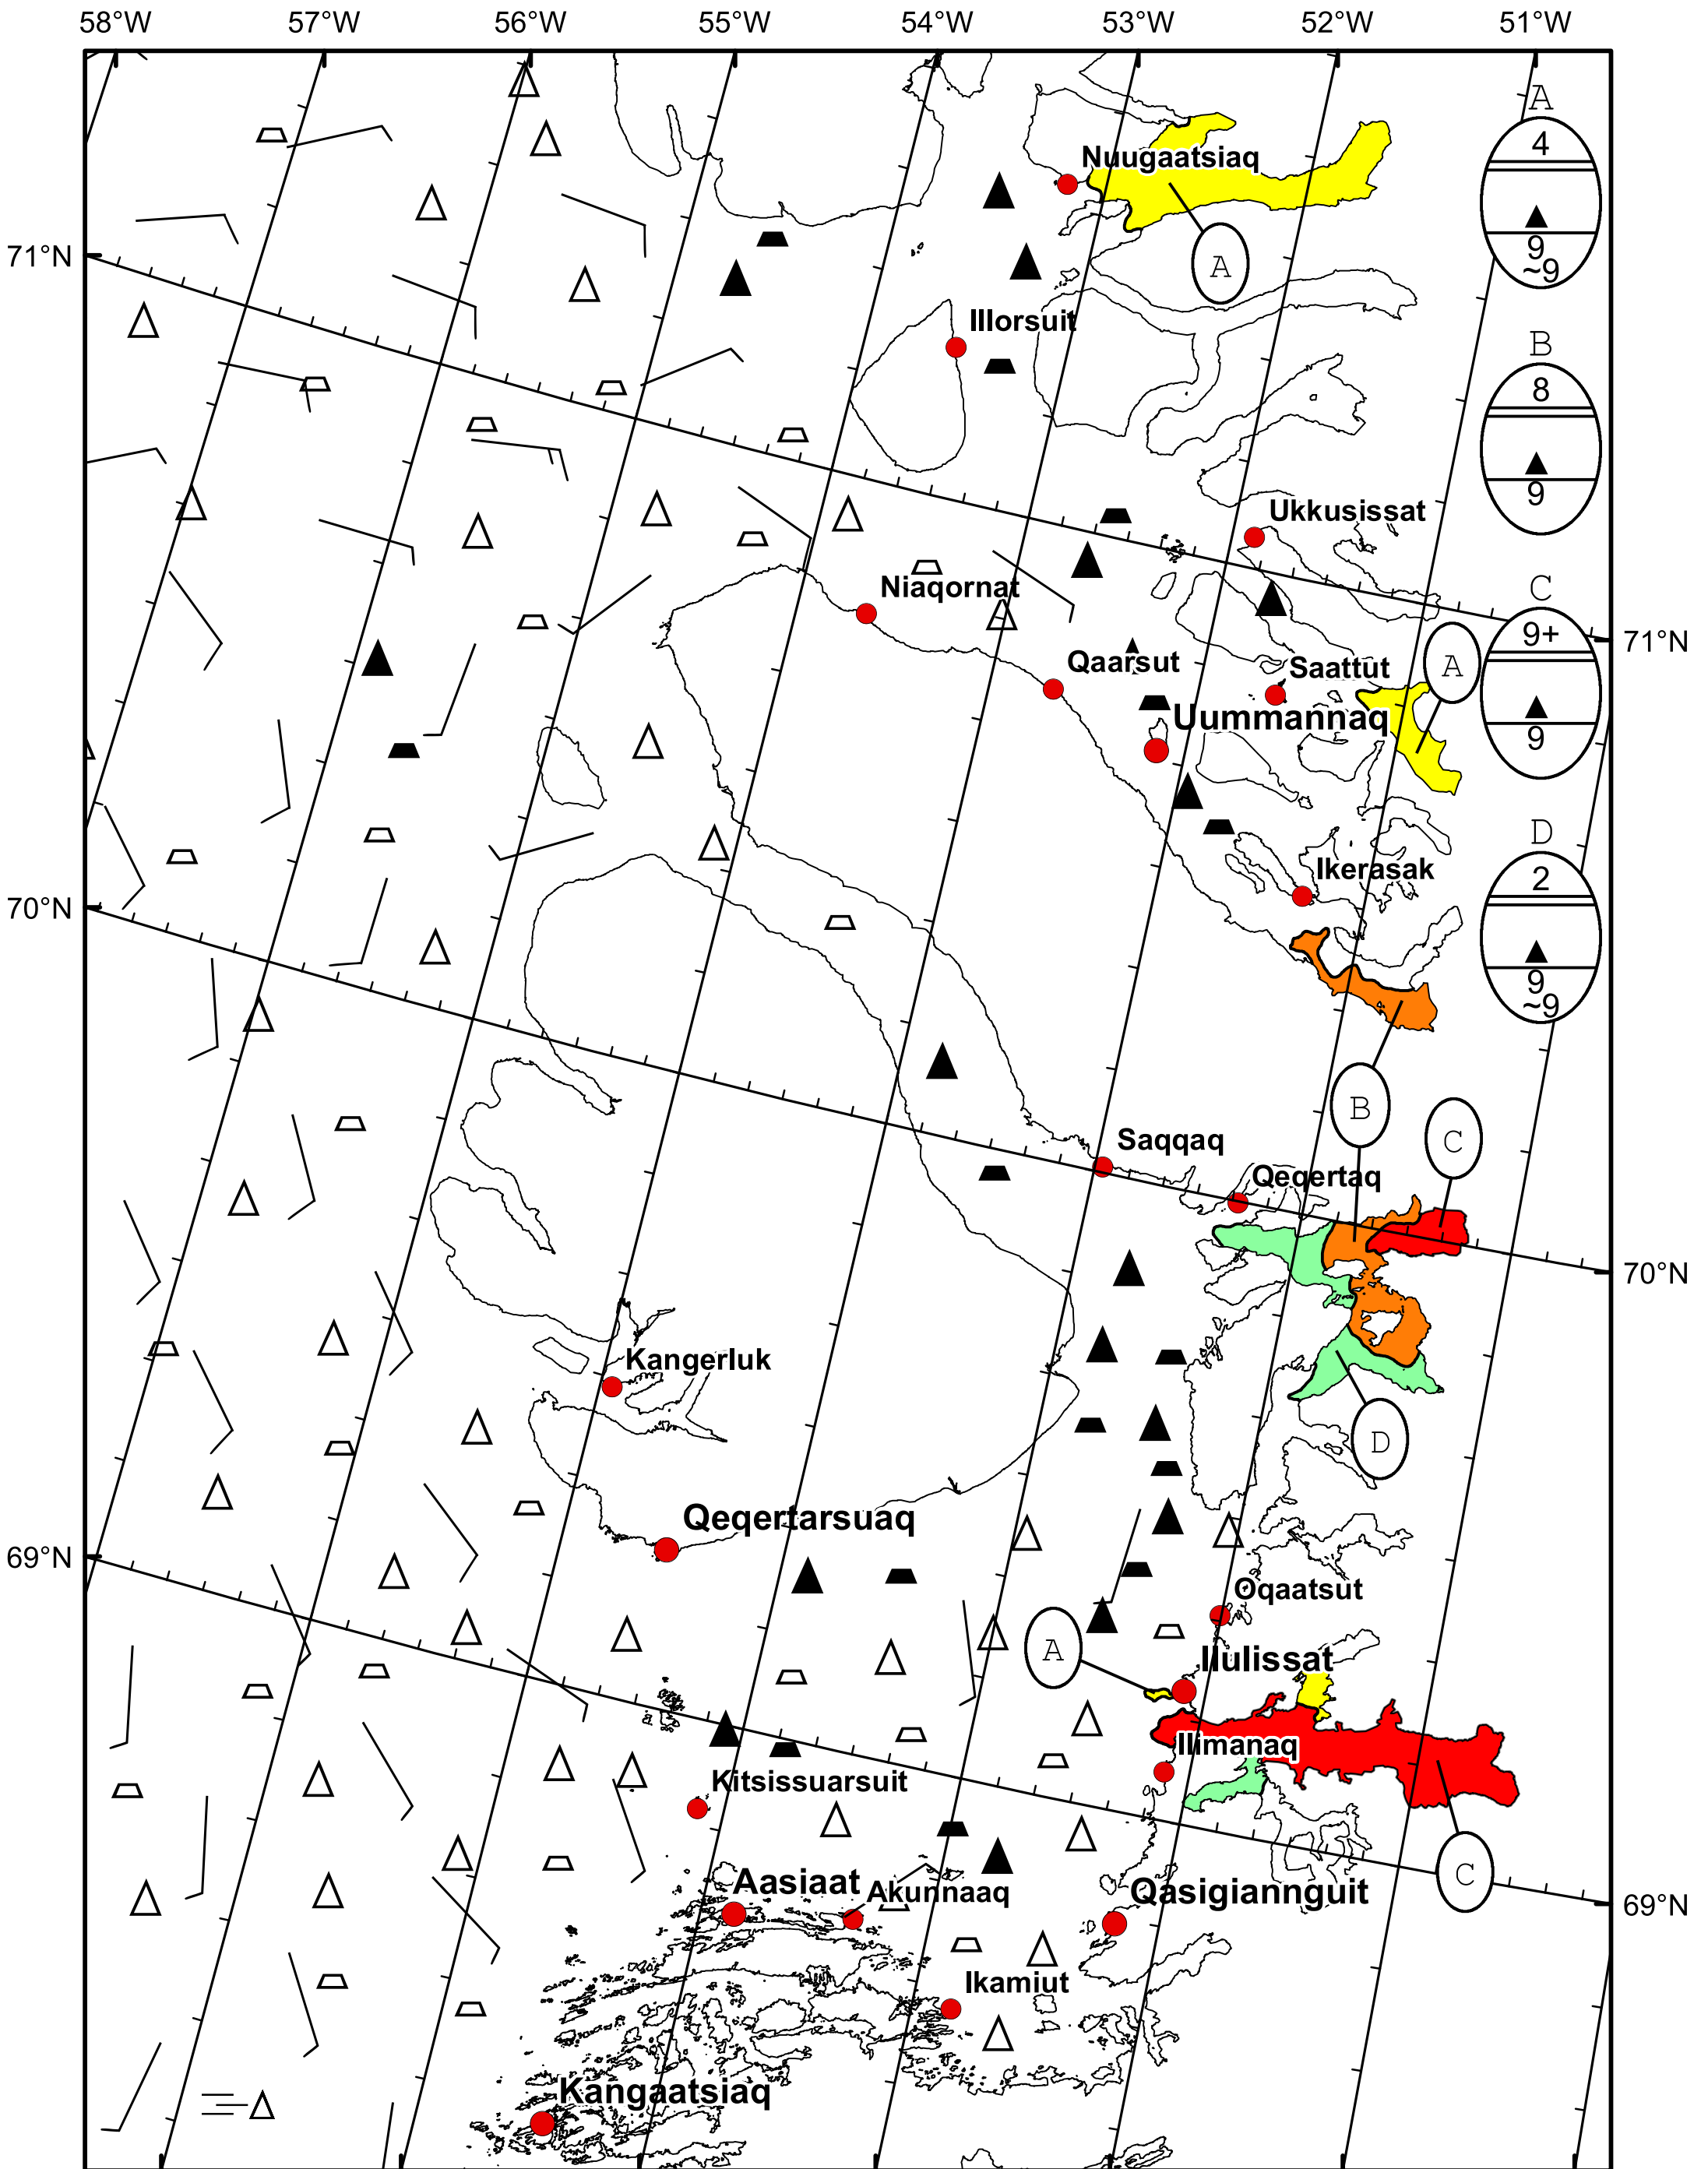 58°W 57°W 56°W 55°W 54°W 53°W 52°W 51°W
A
4
9
~9
Nuugaatsiaq
A
71°N
Illorsuit
B
8
9
Ukkusissat
Niaqornat
C
9+
9
71°N
A
Qaarsut
Saattut
Uummannaq
D
2
9
~9
Ikerasak
70°N
B
C
Saqqaq
Qeqertaq
70°N
Kangerluk
D
Qeqertarsuaq
69°N
Oqaatsut
A
Ilulissat
Ilimanaq
Kitsissuarsuit
C
Aasiaat
Akunnaaq
Qasigiannguit
69°N
Ikamiut
Kangaatsiaq